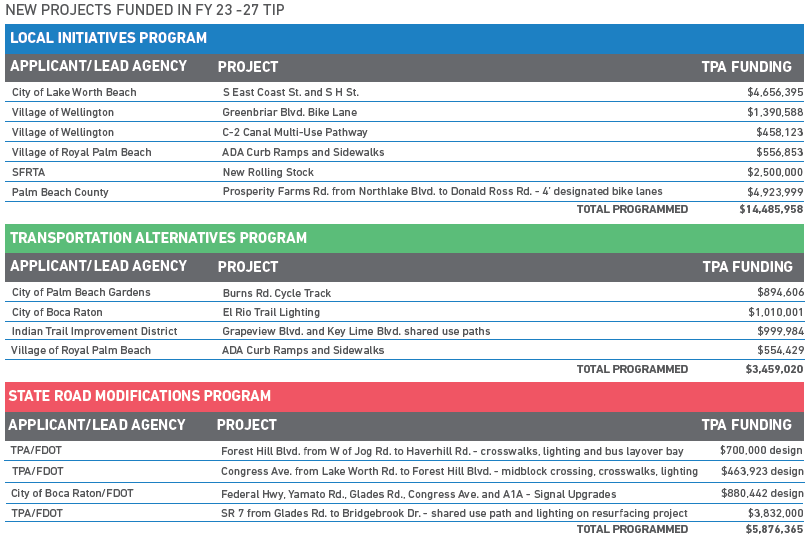 NEW PROJECTS FUNDED IN FY 23 -27 TIP
LOCAL INITIATIVES PROGRAM
APPLICANT/LEAD AGENCY PROJECT TPA FUNDING
City of Lake Worth Beach S East Coast St. and S H St. $4,656,395
Village of Wellington Greenbriar Blvd. Bike Lane $1,390,588
Village of Wellington C-2 Canal Multi-Use Pathway $458,123
Village of Royal Palm Beach ADA Curb Ramps and Sidewalks $556,853
SFRTA New Rolling Stock $2,500,000
Palm Beach County Prosperity Farms Rd. from Northlake Blvd. to Donald Ross Rd. - 4' designated bike lanes $4,923,999
TOTAL PROGRAMMED $14,485,958
TRANSPORTATION ALTERNATIVES PROGRAM
APPLICANT/LEAD AGENCY PROJECT TPA FUNDING
City of Palm Beach Gardens Burns Rd. Cycle Track $894,606
City of Boca Raton El Rio Trail Lighting $1,010,001
Indian Trail Improvement District Grapeview Blvd. and Key Lime Blvd. shared use paths $999,984
Village of Royal Palm Beach ADA Curb Ramps and Sidewalks $554,429
TOTAL PROGRAMMED $3,459,020
STATE ROAD MODIFICATIONS PROGRAM
APPLICANT/LEAD AGENCY PROJECT TPA FUNDING
TPA/FDOT Forest Hill Blvd. from W of Jog Rd. to Haverhill Rd. - crosswalks, lighting and bus layover bay $700,000 design
TPA/FDOT Congress Ave. from Lake Worth Rd. to Forest Hill Blvd. - midblock crossing, crosswalks, lighting $463,923 design
City of Boca Raton/FDOT Federal Hwy, Yamato Rd., Glades Rd., Congress Ave. and A1A - Signal Upgrades $880,442 design
TPA/FDOT SR 7 from Glades Rd. to Bridgebrook Dr. - shared use path and lighting on resurfacing project $3,832,000
TOTAL PROGRAMMED $5,876,365